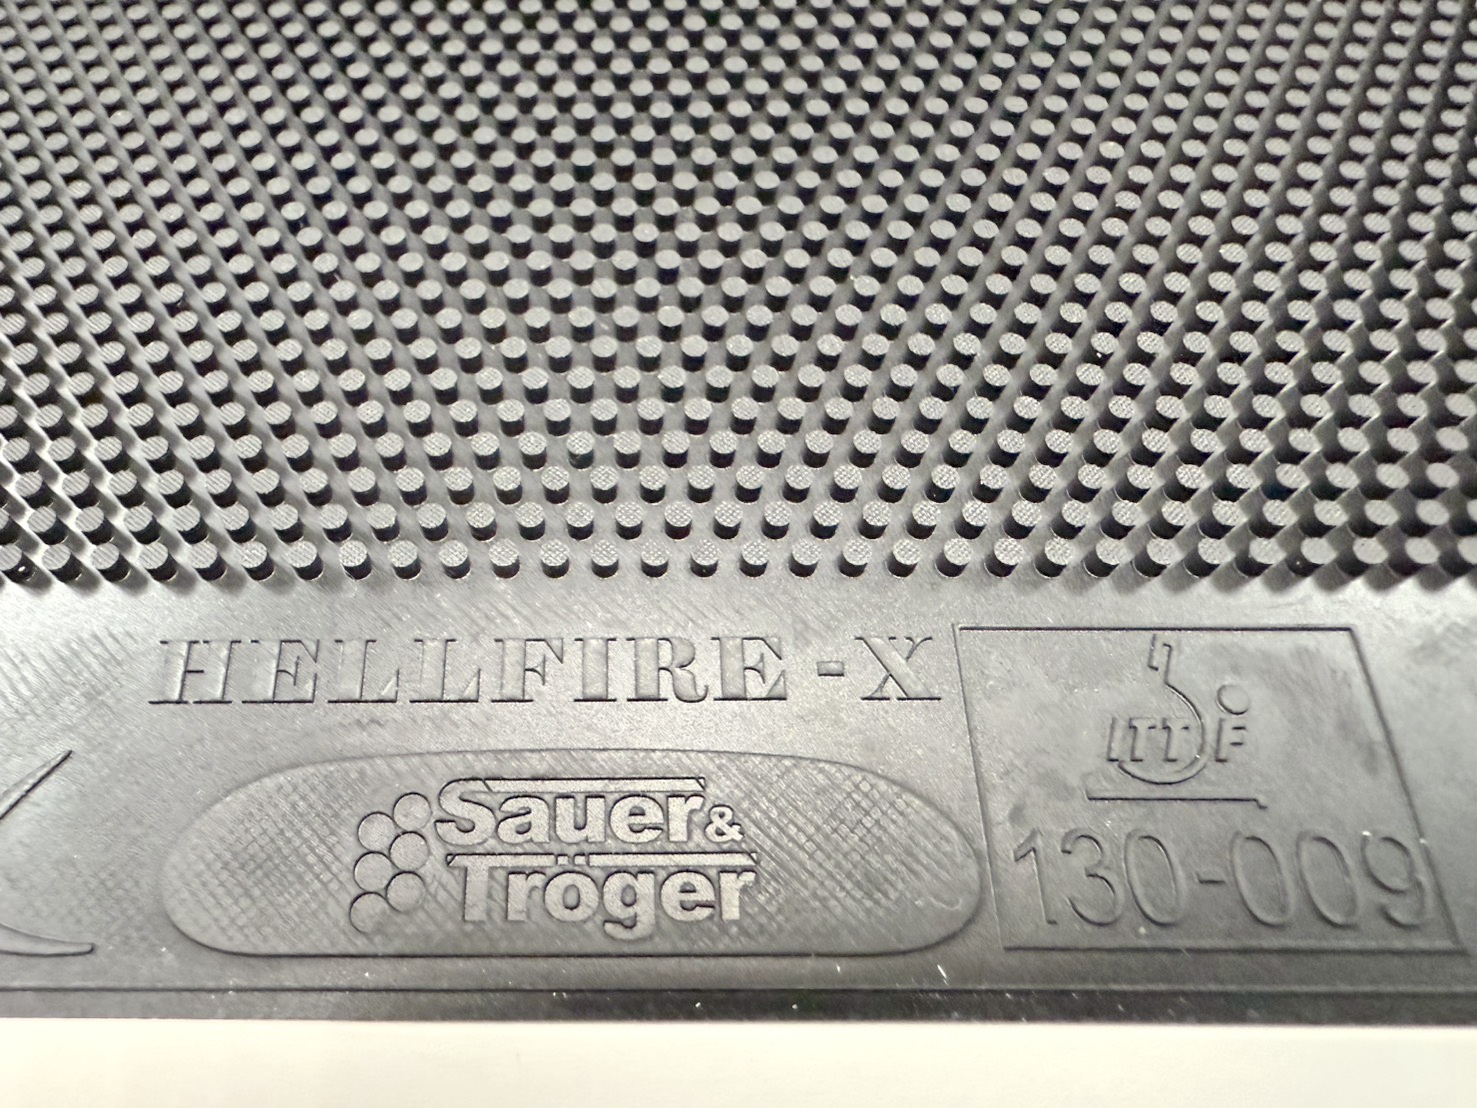 HELLFIRE - X
Sauer &
Tröger
ITTF
130-009